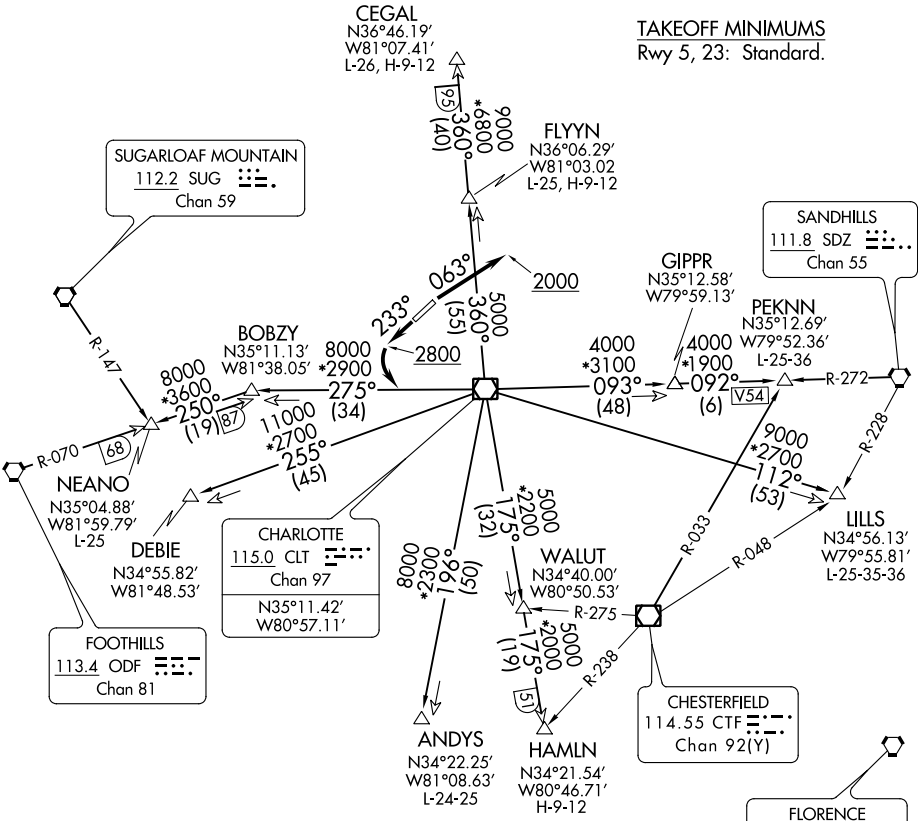 CEGAL
N36°46.19′
W81°07.41′
L-26, H-9-12
TAKEOFF MINIMUMS
Rwy 5, 23: Standard.
9000
*6800
360°
(40)
95
FLYYN
N36°06.29′
W81°03.02
L-25, H-9-12
SUGARLOAF MOUNTAIN
112.2 SUG
Chan 59
SANDHILLS
111.8 SDZ
Chan 55
063°
2000
233°
2800
5000
360°
(55)
GIPPR
N35°12.58′
W79°59.13′
PEKNN
N35°12.69′
W79°52.36′
L-25-36
R-147
BOBZY
N35°11.13′
W81°38.05′
8000
*2900
275°
(34)
4000
*3100
093°
(48)
4000
*1900
092°
(6)
V54
R-272
8000
*3600
250°
(19)
87
R-228
R-070
68
11000
*2700
255°
(45)
9000
*2700
112°
(53)
NEANO
N35°04.88′
W81°59.79′
L-25
DEBIE
N34°55.82′
W81°48.53′
CHARLOTTE
115.0 CLT
Chan 97
N35°11.42′
W80°57.11′
5000
*2200
175°
(32)
R-033
R-048
LILLS
N34°56.13′
W79°55.81′
L-25-35-36
8000
*2300
196°
(50)
WALUT
N34°40.00′
W80°50.53′
R-275
5000
*2000
175°
(19)
51
R-238
FOOTHILLS
113.4 ODF
Chan 81
CHESTERFIELD
114.55 CTF
Chan 92(Y)
ANDYS
N34°22.25′
W81°08.63′
L-24-25
HAMLN
N34°21.54′
W80°46.71′
H-9-12
FLORENCE